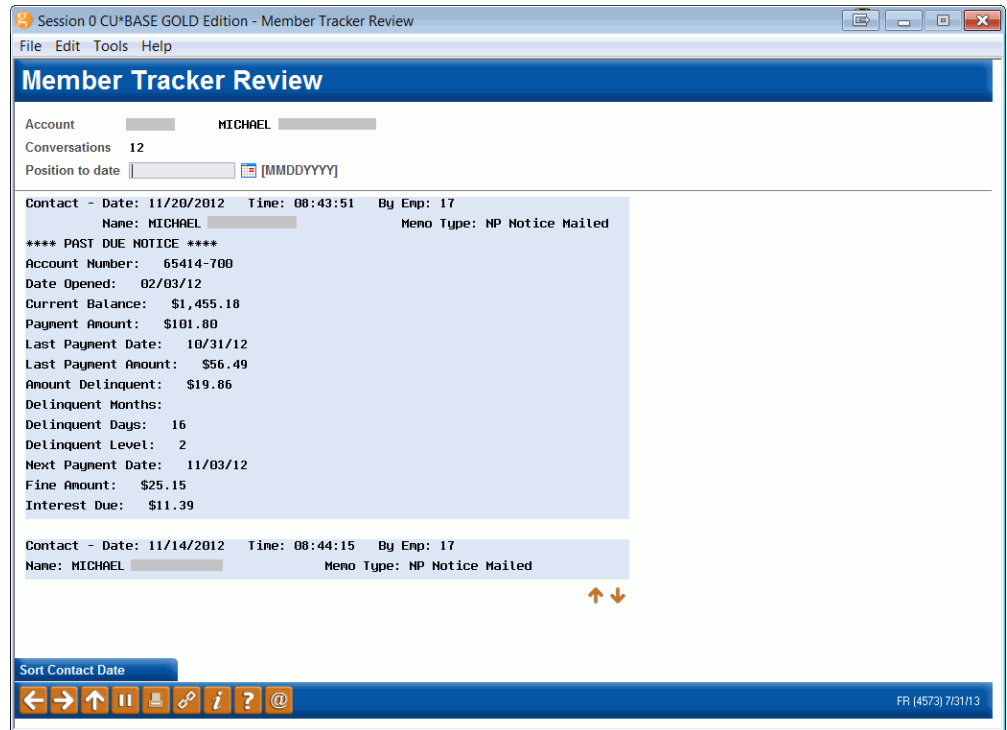 Session 0 CU*BASE GOLD Edition - Member Tracker Review
File Edit Tools Help
Member Tracker Review
Account MICHAEL
Conversations 12
Position to date [MMDDYYYY]
Contact - Date: 11/20/2012 Time: 08:43:51 By Emp: 17
Name: MICHAEL Memo Type: NP Notice Mailed
**** PAST DUE NOTICE ****
Account Number: 65414-700
Date Opened: 02/03/12
Current Balance: $1,455.18
Payment Amount: $101.80
Last Payment Date: 10/31/12
Last Payment Amount: $56.49
Amount Delinquent: $19.86
Delinquent Months:
Delinquent Days: 16
Delinquent Level: 2
Next Payment Date: 11/03/12
Fine Amount: $25.15
Interest Due: $11.39
Contact - Date: 11/14/2012 Time: 08:44:15 By Emp: 17
Name: MICHAEL Memo Type: NP Notice Mailed
Sort Contact Date
i ? @
FR (4573) 7/31/13